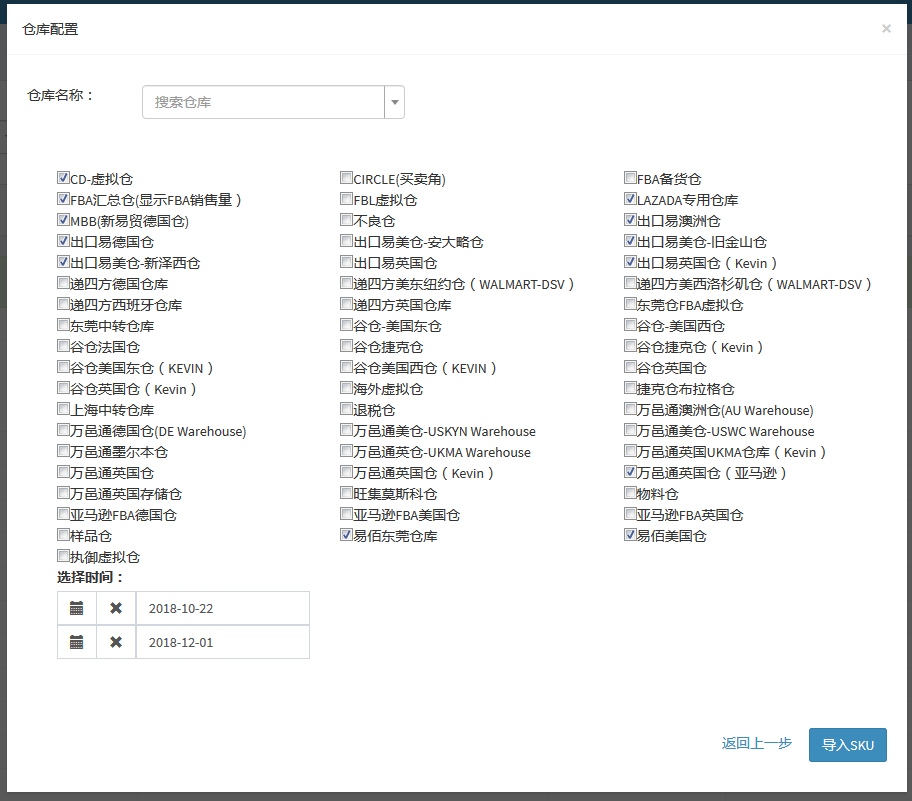 仓库配置 ×
仓库名称： 搜索仓库
CD-虚拟仓 CIRCLE(买卖角) FBA备货仓
FBA汇总仓(显示FBA销售量） FBL虚拟仓 LAZADA专用仓库
MBB(新易贸德国仓) 不良仓 出口易澳洲仓
出口易德国仓 出口易美仓-安大略仓 出口易美仓-旧金山仓
出口易美仓-新泽西仓 出口易英国仓 出口易英国仓（Kevin）
递四方德国仓库 递四方美东纽约仓（WALMART-DSV） 递四方美西洛杉矶仓（WALMART-DSV）
递四方西班牙仓库 递四方英国仓库 东莞仓FBA虚拟仓
东莞中转仓库 谷仓-美国东仓 谷仓-美国西仓
谷仓法国仓 谷仓捷克仓 谷仓捷克仓（Kevin）
谷仓美国东仓（KEVIN） 谷仓美国西仓（KEVIN） 谷仓英国仓
谷仓英国仓（Kevin） 海外虚拟仓 捷克仓布拉格仓
上海中转仓库 退税仓 万邑通澳洲仓(AU Warehouse)
万邑通德国仓(DE Warehouse) 万邑通美仓-USKYN Warehouse 万邑通美仓-USWC Warehouse
万邑通墨尔本仓 万邑通英仓-UKMA Warehouse 万邑通英国UKMA仓库（Kevin）
万邑通英国仓 万邑通英国仓（Kevin） 万邑通英国仓（亚马逊）
万邑通英国存储仓 旺集莫斯科仓 物料仓
亚马逊FBA德国仓 亚马逊FBA美国仓 亚马逊FBA英国仓
样品仓 易佰东莞仓库 易佰美国仓
执御虚拟仓
选择时间：
2018-10-22
2018-12-01
返回上一步 导入SKU